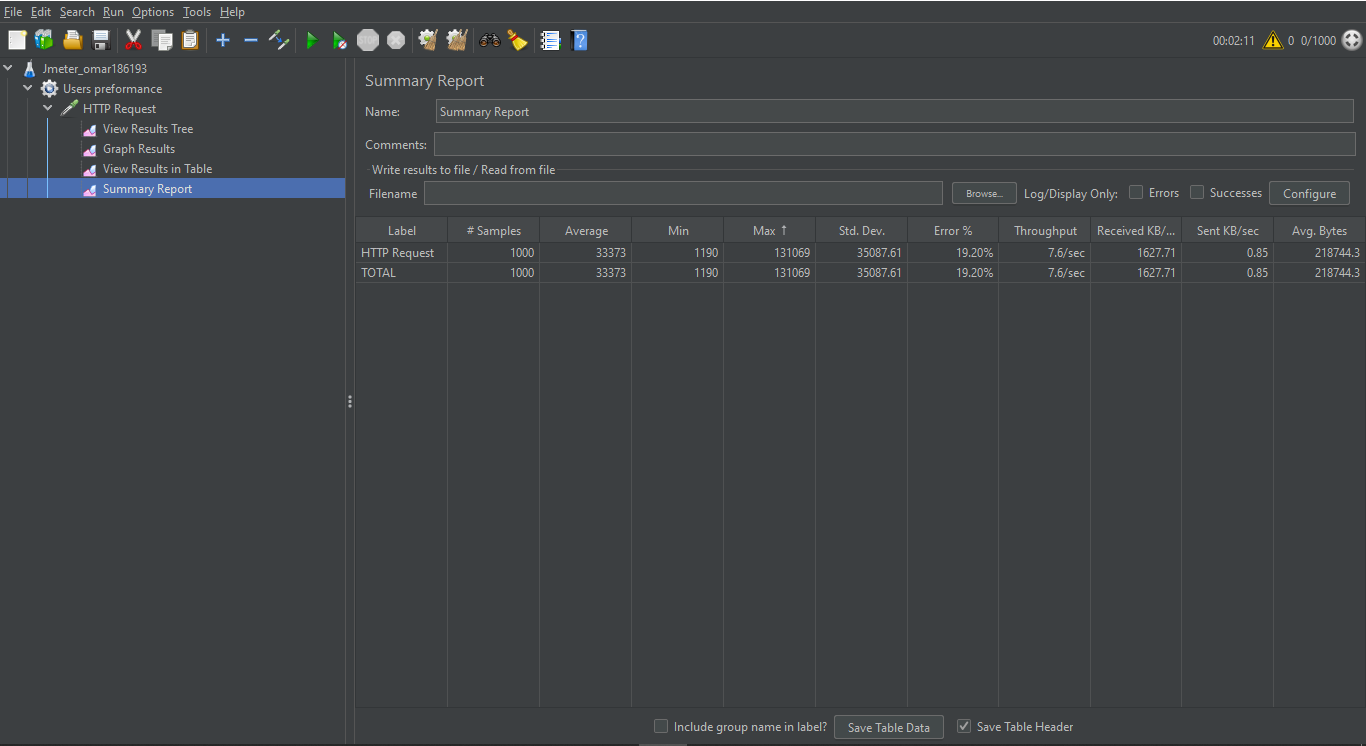 File Edit Search Run Options Tools Help
STOP 00:02:11 0 0/1000
Jmeter_omar186193
Users preformance
HTTP Request
View Results Tree
Graph Results
View Results in Table
Summary Report
Summary Report
Name: Summary Report
Comments:
Write results to file / Read from file
Filename Browse... Log/Display Only: Errors Successes Configure
Label # Samples Average Min Max ↑ Std. Dev. Error % Throughput Received KB/... Sent KB/sec Avg. Bytes
HTTP Request 1000 33373 1190 131069 35087.61 19.20% 7.6/sec 1627.71 0.85 218744.3
TOTAL 1000 33373 1190 131069 35087.61 19.20% 7.6/sec 1627.71 0.85 218744.3
Include group name in label? Save Table Data Save Table Header